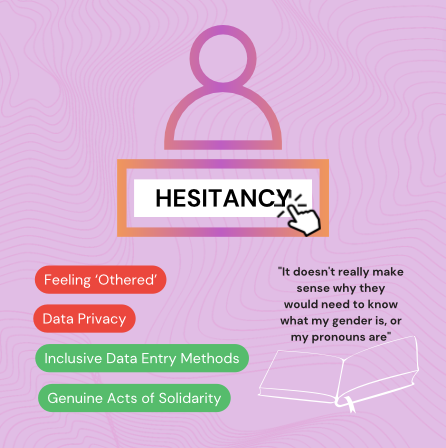 HESITANCY
Feeling ‘Othered’
Data Privacy
Inclusive Data Entry Methods
Genuine Acts of Solidarity
"It doesn't really make
sense why they
would need to know
what my gender is, or
my pronouns are"